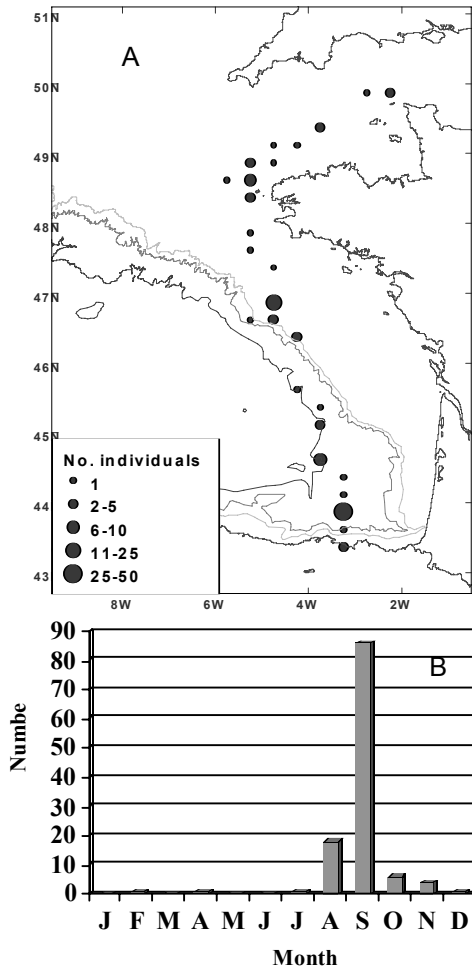 51N
A
50N
49N
48N
47N
46N
45N
44N
43N
No. individuals
1
2-5
6-10
11-25
25-50
8W 6W 4W 2W
90
80
70
60
50
40
30
20
10
0
B
Numbe
J F M A M J J A S O N D
Month